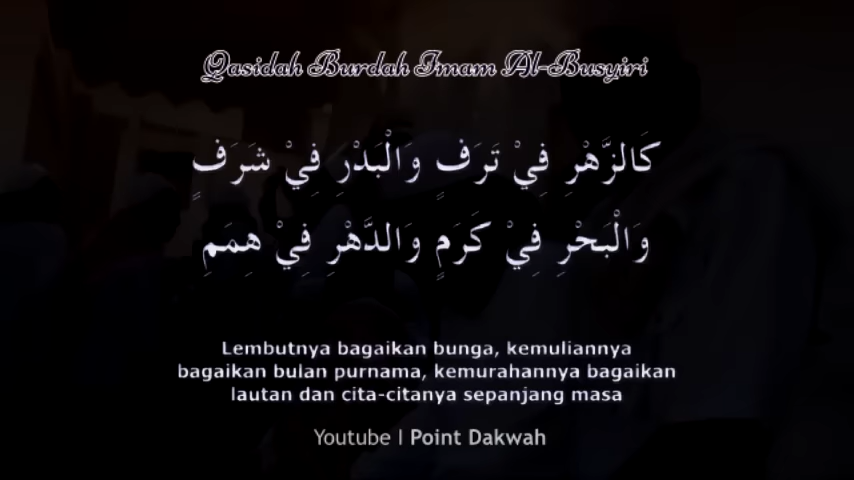 Qasidah Burdah Imam Al-Busyiri
كَالزَّهْرِ فِيْ تَرَفٍ وَالْبَدْرِ فِيْ شَرَفٍ
وَالْبَحْرِ فِيْ كَرَمٍ وَالدَّهْرِ فِيْ هِمَمِ
Lembutnya bagaikan bunga, kemuliannya
bagaikan bulan purnama, kemurahannya bagaikan
lautan dan cita-citanya sepanjang masa
Youtube | Point Dakwah